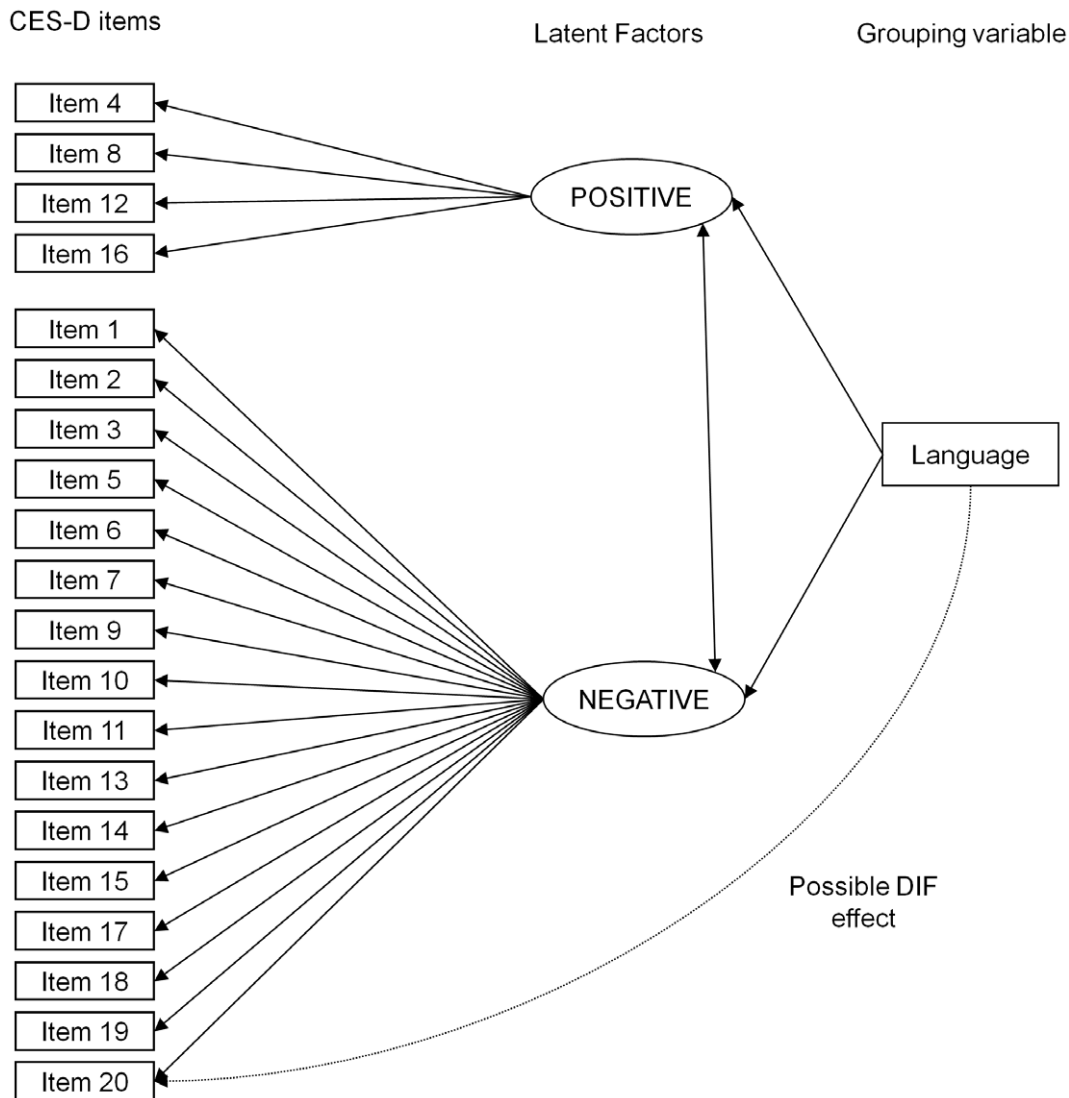 CES-D items
Latent Factors
Grouping variable
Item 4
Item 8
Item 12
Item 16
POSITIVE
Item 1
Item 2
Item 3
Item 5
Item 6
Item 7
Item 9
Item 10
Item 11
Item 13
Item 14
Item 15
Item 17
Item 18
Item 19
Item 20
NEGATIVE
Language
Possible DIF
effect